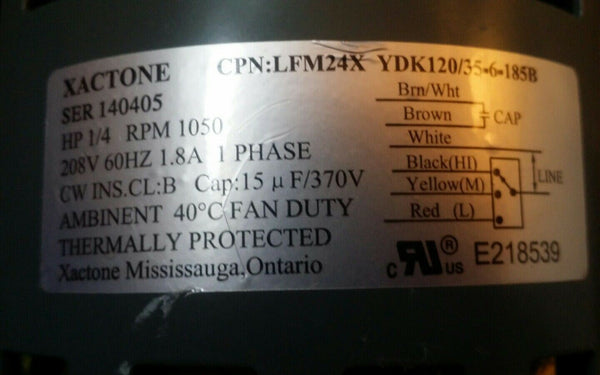 XACTONE CPN:LFM24X YDK120/35-6-185B
SER 140405
HP 1/4 RPM 1050
208V 60HZ 1.8A 1 PHASE
CW INS.CL:B Cap:15 µF/370V
AMBINENT 40°C FAN DUTY
THERMALLY PROTECTED
Xactone Mississauga,Ontario
Brn/Wht
Brown CAP
White
Black(HI)
Yellow(M) LINE
Red (L)
c RU ® US E218539